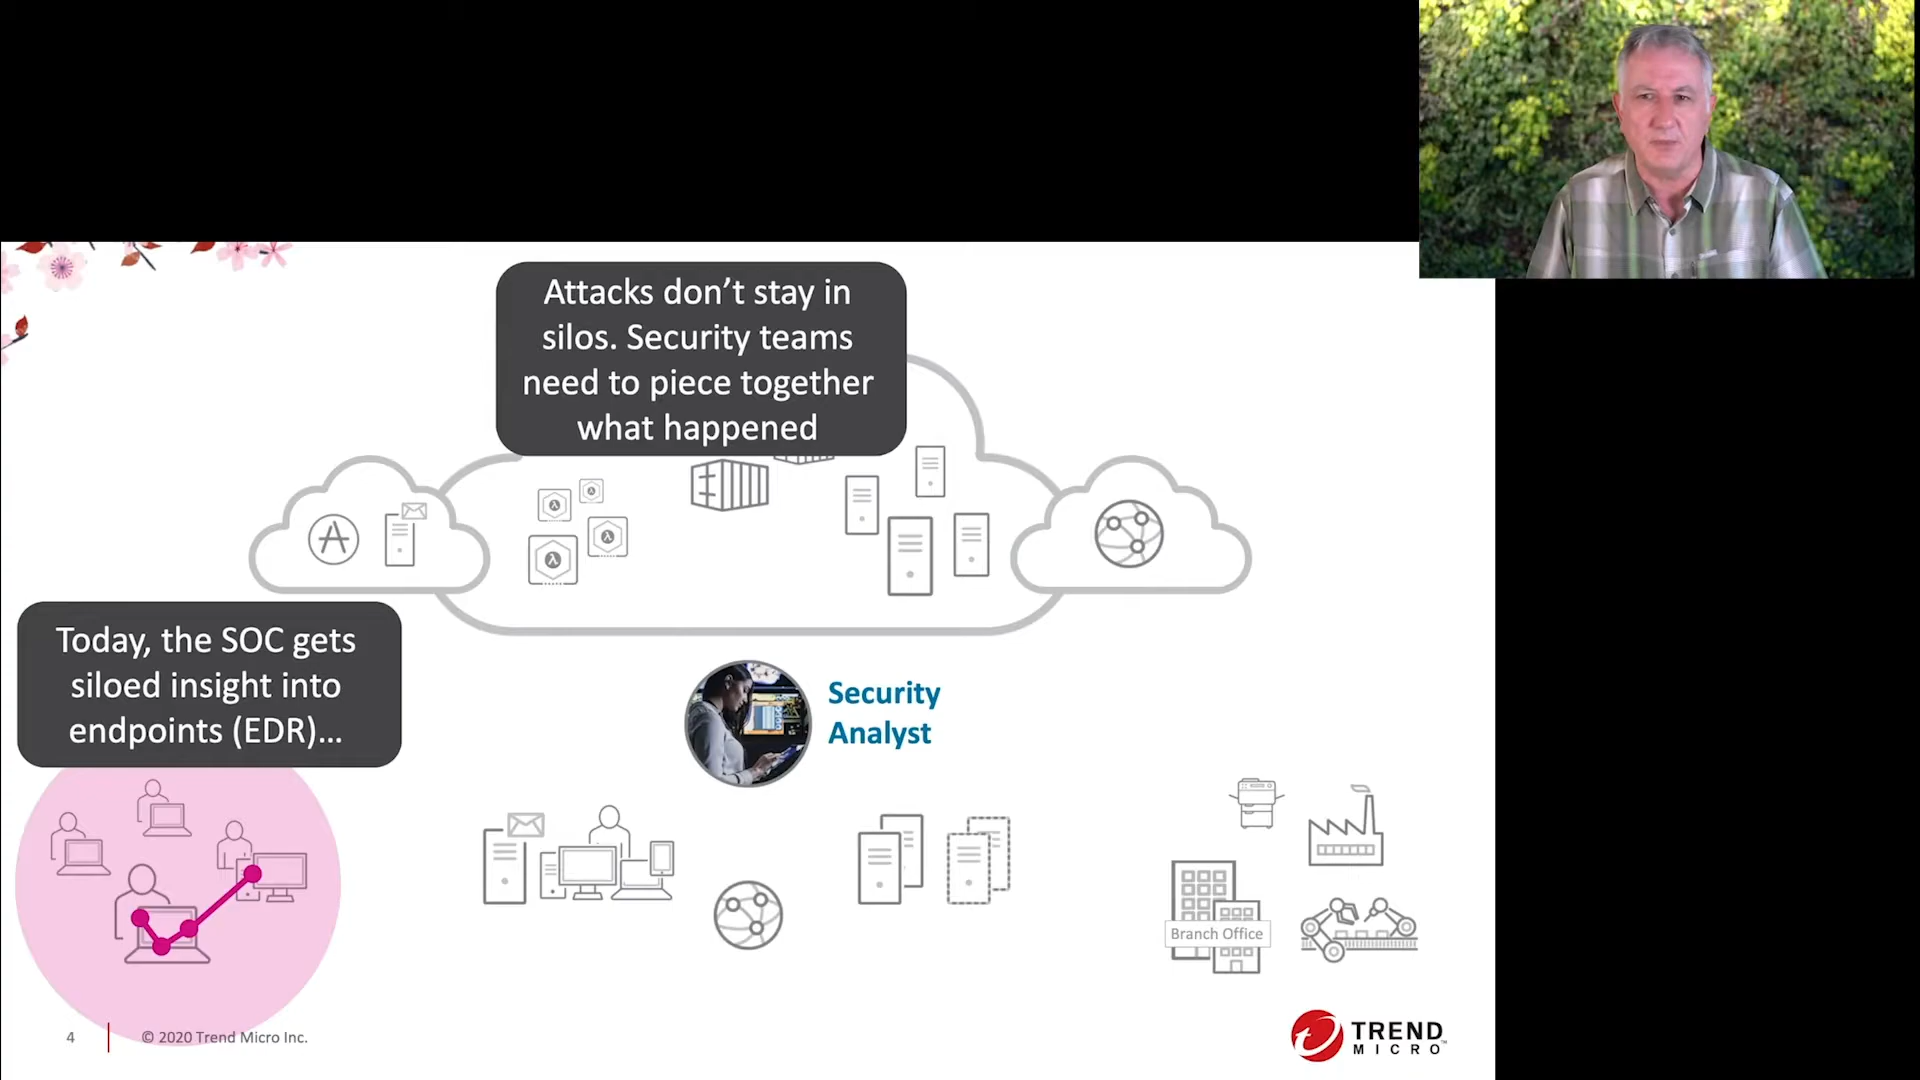 Attacks don’t stay in
silos. Security teams
need to piece together
what happened
Today, the SOC gets
siloed insight into
endpoints (EDR)...
Security
Analyst
Branch Office
4
© 2020 Trend Micro Inc.
TREND
MICRO™